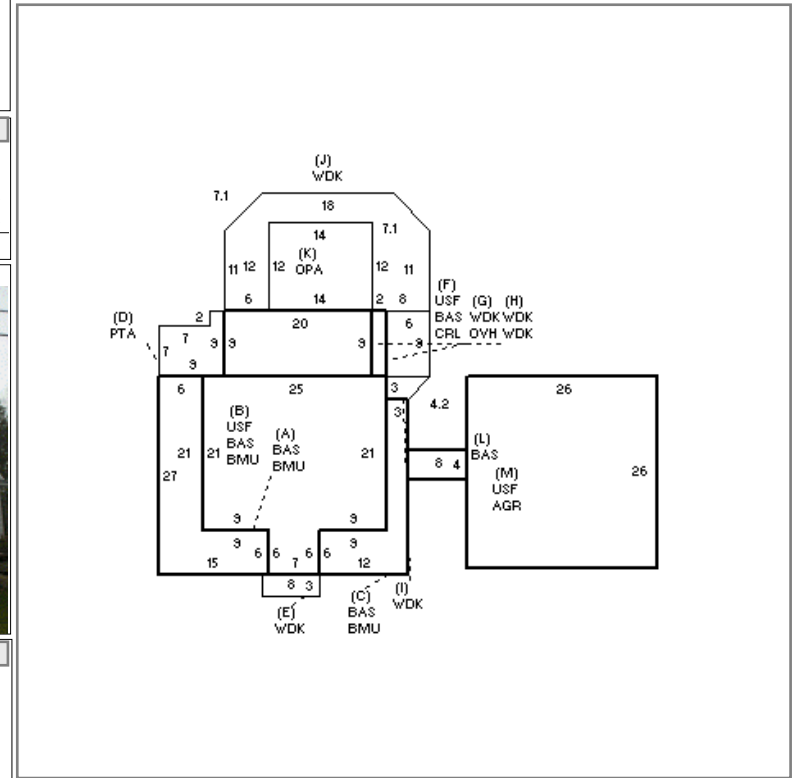 (J)
WDK
7.1
18
14
7.1
(K)
OPA
11 12 12 12 11
6 14 2 8
(F)
USF (G) (H)
BAS WDK WDK
CRL OVH WDK
(D)
PTA
2
20
6
7
7
9 9 9 9
9
6 25 3 26
3 4.2
(B)
USF
BAS
BMU
(A)
BAS
BMU
21 21 21
27
(L)
BAS
8 4
26
(M)
USF
AGR
9 9
9 9
6 6 6 6
15 7 12
8 3
(E)
WDK
(C)
BAS
BMU
(I)
WDK